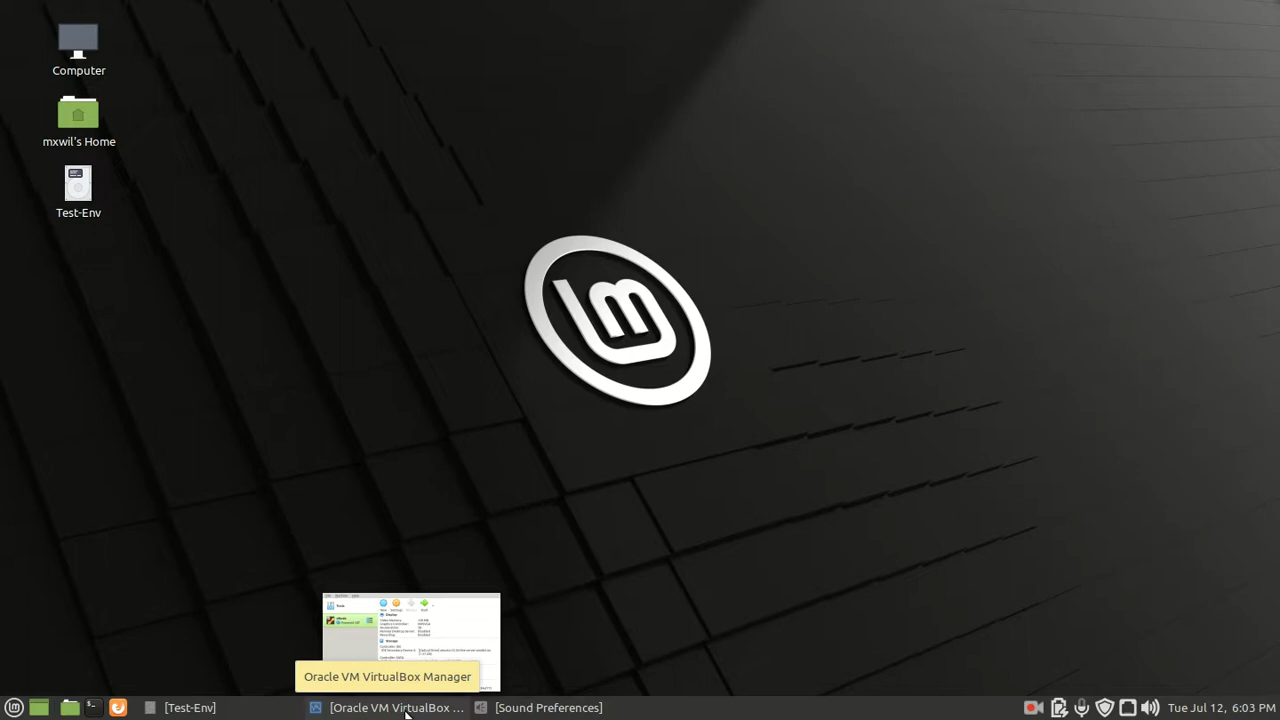 Computer
mxwil's Home
Test-Env
Tools
Oracle VM VirtualBox Manager
[Test-Env]
[Oracle VM VirtualBox ...
[Sound Preferences]
Tue Jul 12, 6:03 PM